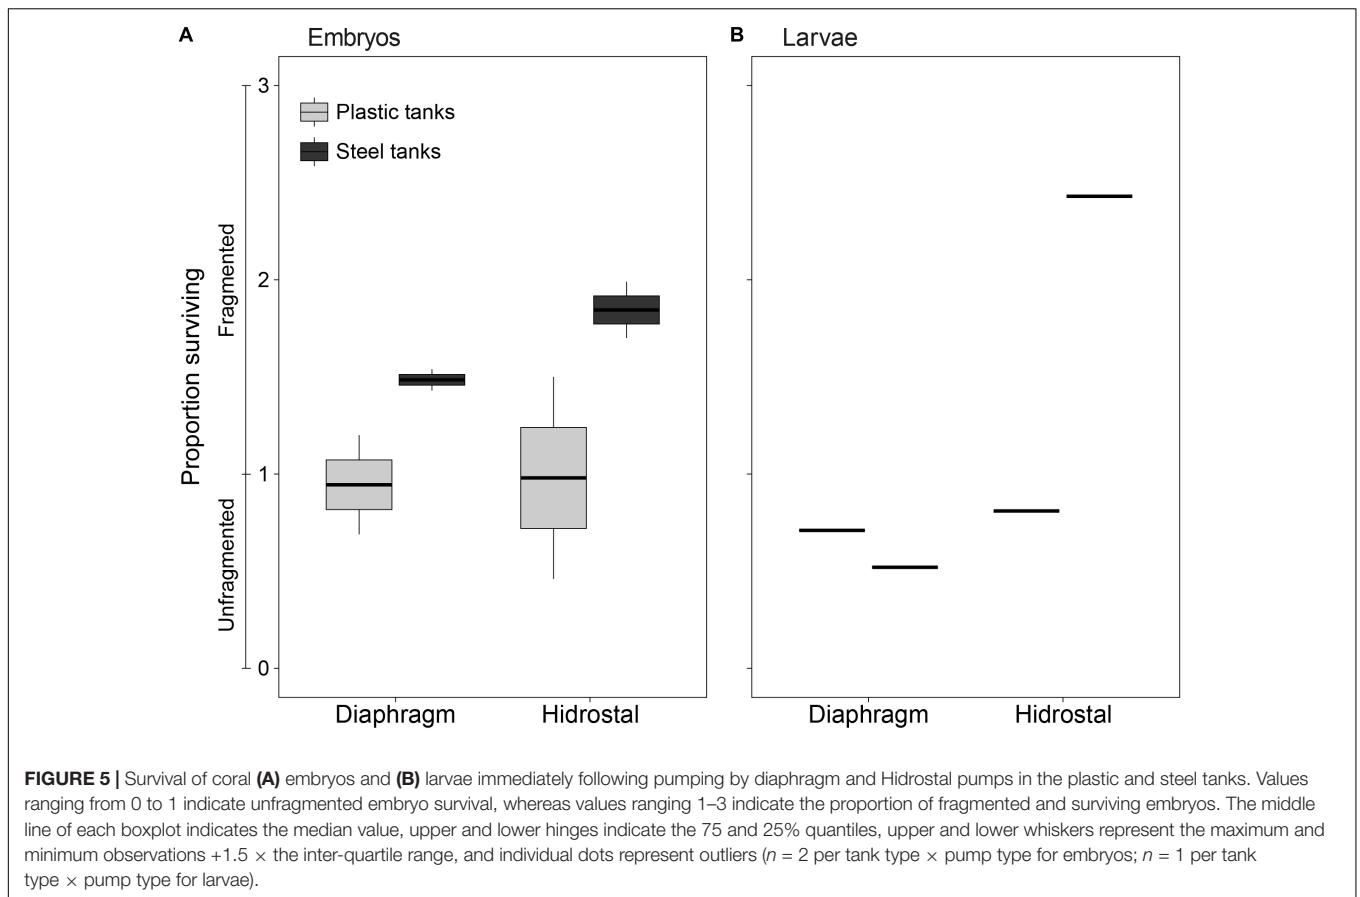 A
Embryos
B
Larvae
3
Plastic tanks
Steel tanks
Proportion surviving
Fragmented
2
1
Unfragmented
0
Diaphragm
Hidrostal
Diaphragm
Hidrostal
FIGURE 5 | Survival of coral (A) embryos and (B) larvae immediately following pumping by diaphragm and Hidrostal pumps in the plastic and steel tanks. Values
ranging from 0 to 1 indicate unfragmented embryo survival, whereas values ranging 1–3 indicate the proportion of fragmented and surviving embryos. The middle
line of each boxplot indicates the median value, upper and lower hinges indicate the 75 and 25% quantiles, upper and lower whiskers represent the maximum and
minimum observations +1.5 × the inter-quartile range, and individual dots represent outliers (n = 2 per tank type × pump type for embryos; n = 1 per tank
type × pump type for larvae).